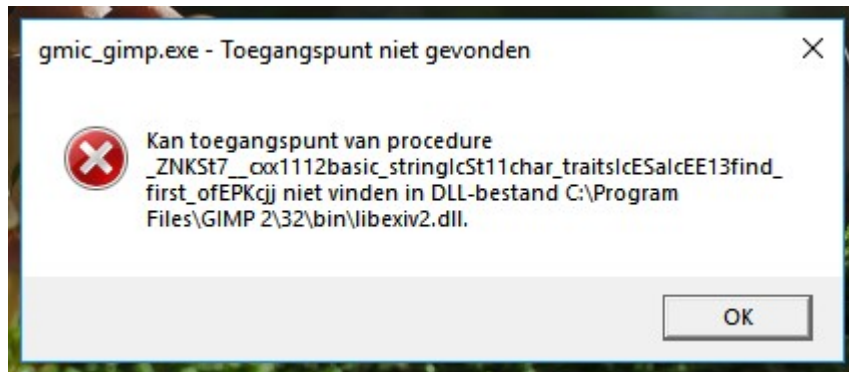 gmic_gimp.exe - Toegangspunt niet gevonden
Kan toegangspunt van procedure
_ZNKSt7__cxx1112basic_stringIcSt11char_traitsIcESaIcEE13find_
first_ofEPKcjj niet vinden in DLL-bestand C:\Program
Files\GIMP 2\32\bin\libexiv2.dll.
OK